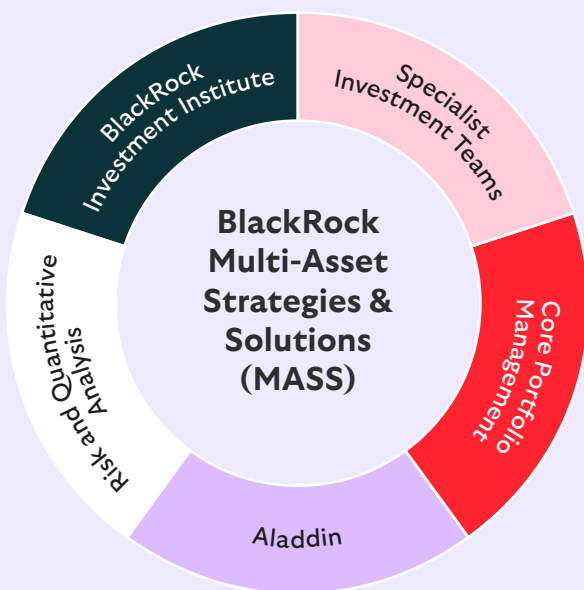 BlackRock
Investment Institute
Specialist
Investment Teams
Core Portfolio
Management
Aladdin
Risk and Quantitative
Analysis
BlackRock
Multi-Asset
Strategies &
Solutions
(MASS)